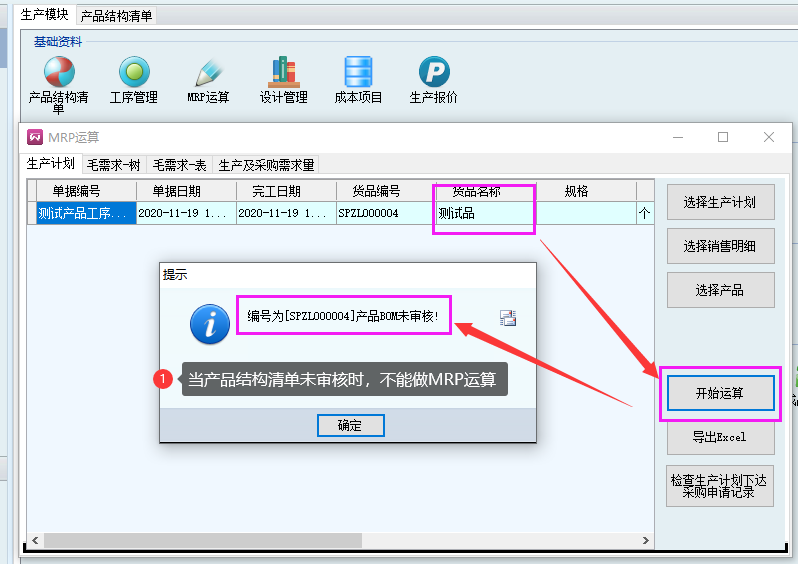 生产模块 产品结构清单
基础资料
产品结构清单 工序管理 MRP运算 设计管理 成本项目 生产报价
MRP运算
生产计划 毛需求-树 毛需求-表 生产及采购需求量
单据编号 单据日期 完工日期 货品编号 货品名称 规格
测试产品工序... 2020-11-19 1... 2020-11-19 1... SPZL000004 测试品 个
选择生产计划
选择销售明细
选择产品
提示
编号为[SPZL000004]产品BOM未审核!
1 当产品结构清单未审核时，不能做MRP运算
确定
开始运算
导出Excel
检查生产计划下达
采购申请记录